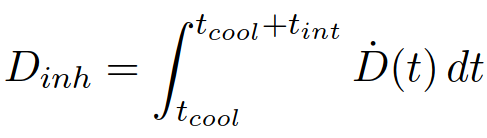 D_{inh} = \int_{t_{cool}}^{t_{cool}+t_{int}} \dot{D}(t) \, dt